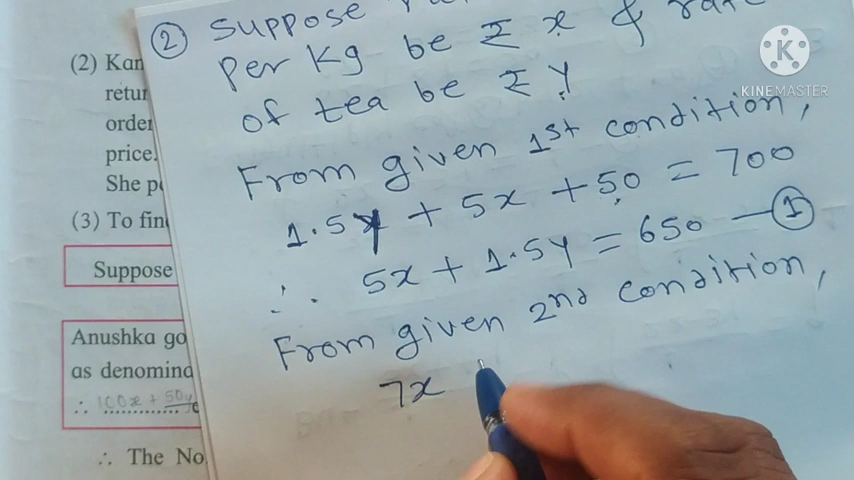 ② Suppose
Per kg be ₹ x & rate
of tea be ₹ y
From given 1st condition,
1.5y + 5x + 50 = 700
∴ 5x + 1.5y = 650 — ①
From given 2nd condition,
7x
(2) Kan
retur
order
price.
She p
(3) To fin
Suppose
Anushka go
as denomina
∴ 100x + 50y
∴ The No
KINEMASTER